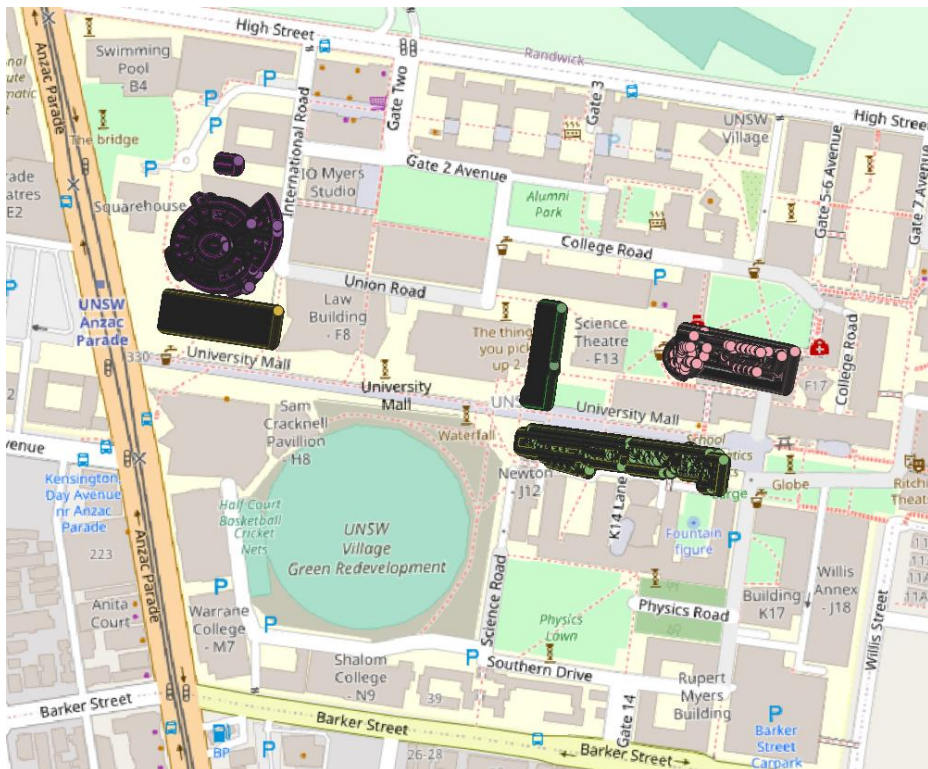 High Street
Swimming
Pool
- B4
Anzac Parade
The bridge
Squarehouse
International Road
Gate Two
IO Myers
Studio
Gate 2 Avenue
Randwick
Gate 3
UNSW
Village
High Street
Gate 5-6 Avenue
Gate 7 Avenue
Alumni
Park
College Road
E2
UNSW
Anzac
Parade
330
Union Road
Law
Building
- F8
The thing
you pick
up 2
Science
Theatre
- F13
F17
College Road
University Mall
University
Mall
University Mall
Sam
Cracknell
Pavillion
- H8
Waterfall
Newton
- J12
School
Globe
Kensington,
Day Avenue
nr Anzac
Parade
223
Half Court
Basketball
Cricket
Nets
UNSW
Village
Green Redevelopment
K14 Lane
Fountain
figure
Anzac Parade
Anita
Court
Warrane
College
- M7
Science Road
Physics
Lawn
Physics Road
Building
K17
Willis
Annex
- J18
Willis Street
Shalom
College
- N9
39
Southern Drive
Rupert
Myers
Building
Gate 14
Barker Street
Barker Street
Barker Street
Barker
Street
Carpark
BP
26-28